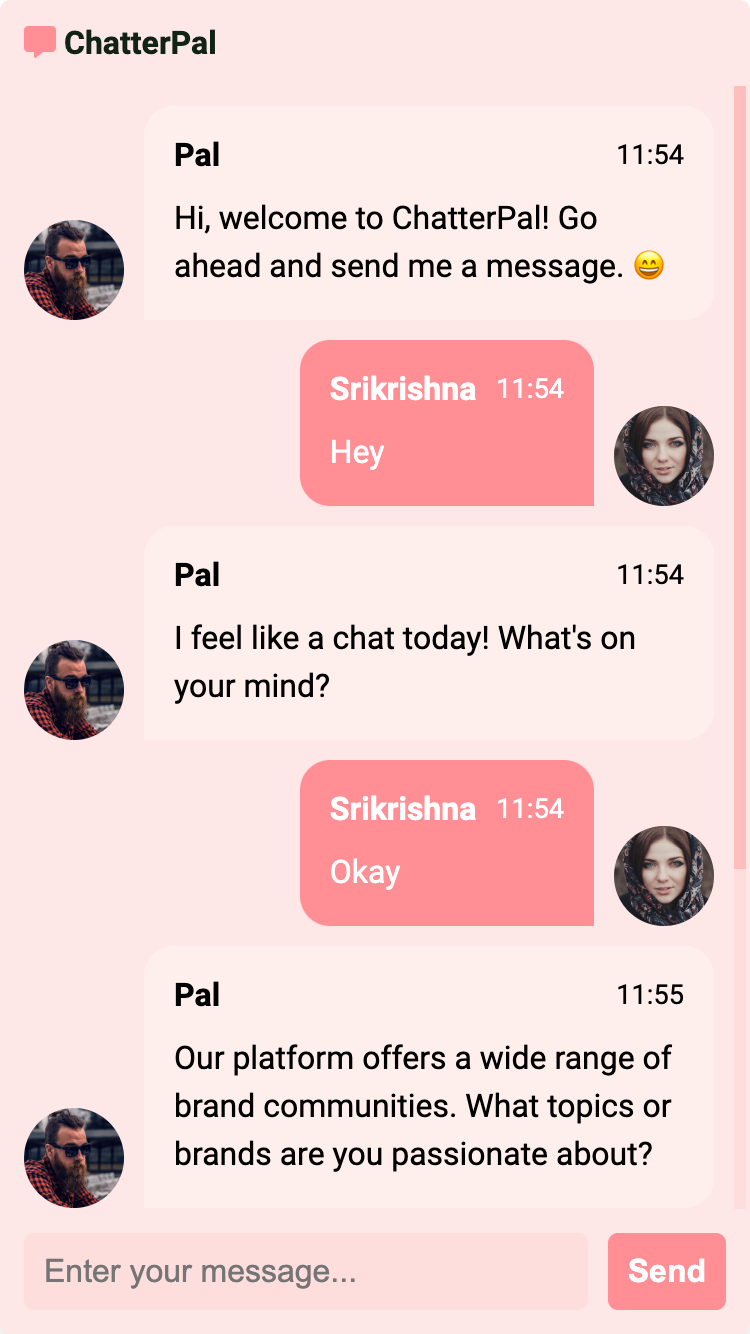 ChatterPal
Pal 11:54
Hi, welcome to ChatterPal! Go
ahead and send me a message. 😄
Srikrishna 11:54
Hey
Pal 11:54
I feel like a chat today! What's on
your mind?
Srikrishna 11:54
Okay
Pal 11:55
Our platform offers a wide range of
brand communities. What topics or
brands are you passionate about?
Enter your message... Send